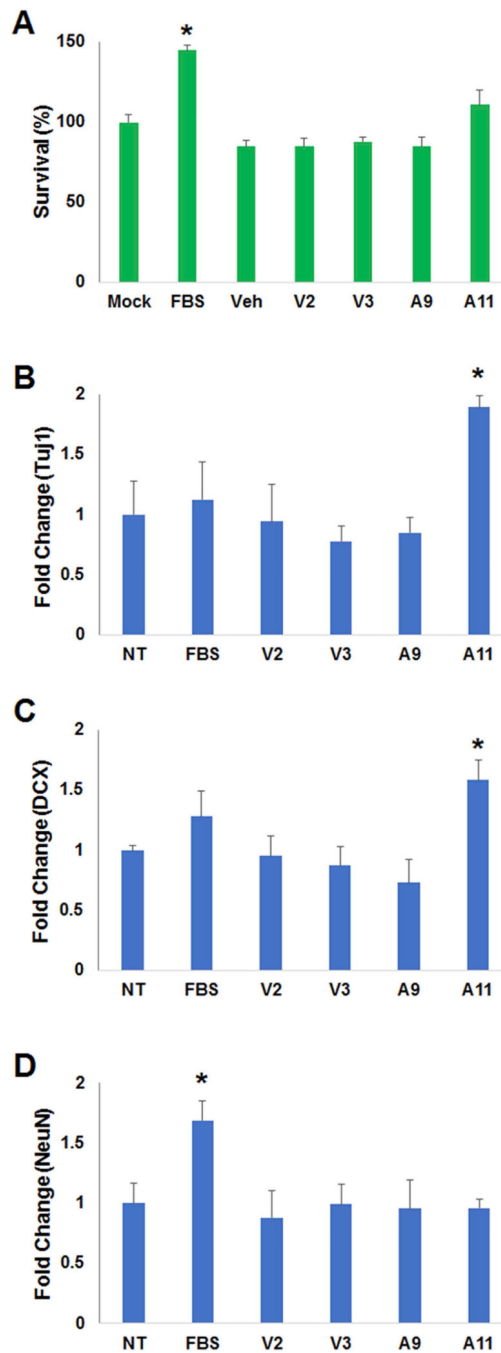 A
*
150
100
50
0
Survival (%)
Mock FBS Veh V2 V3 A9 A11
B
*
2
1.5
1
0.5
0
Fold Change (Tuj1)
NT FBS V2 V3 A9 A11
C
*
2
1.5
1
0.5
0
Fold Change (DCX)
NT FBS V2 V3 A9 A11
D
*
2
1.5
1
0.5
0
Fold Change (NeuN)
NT FBS V2 V3 A9 A11